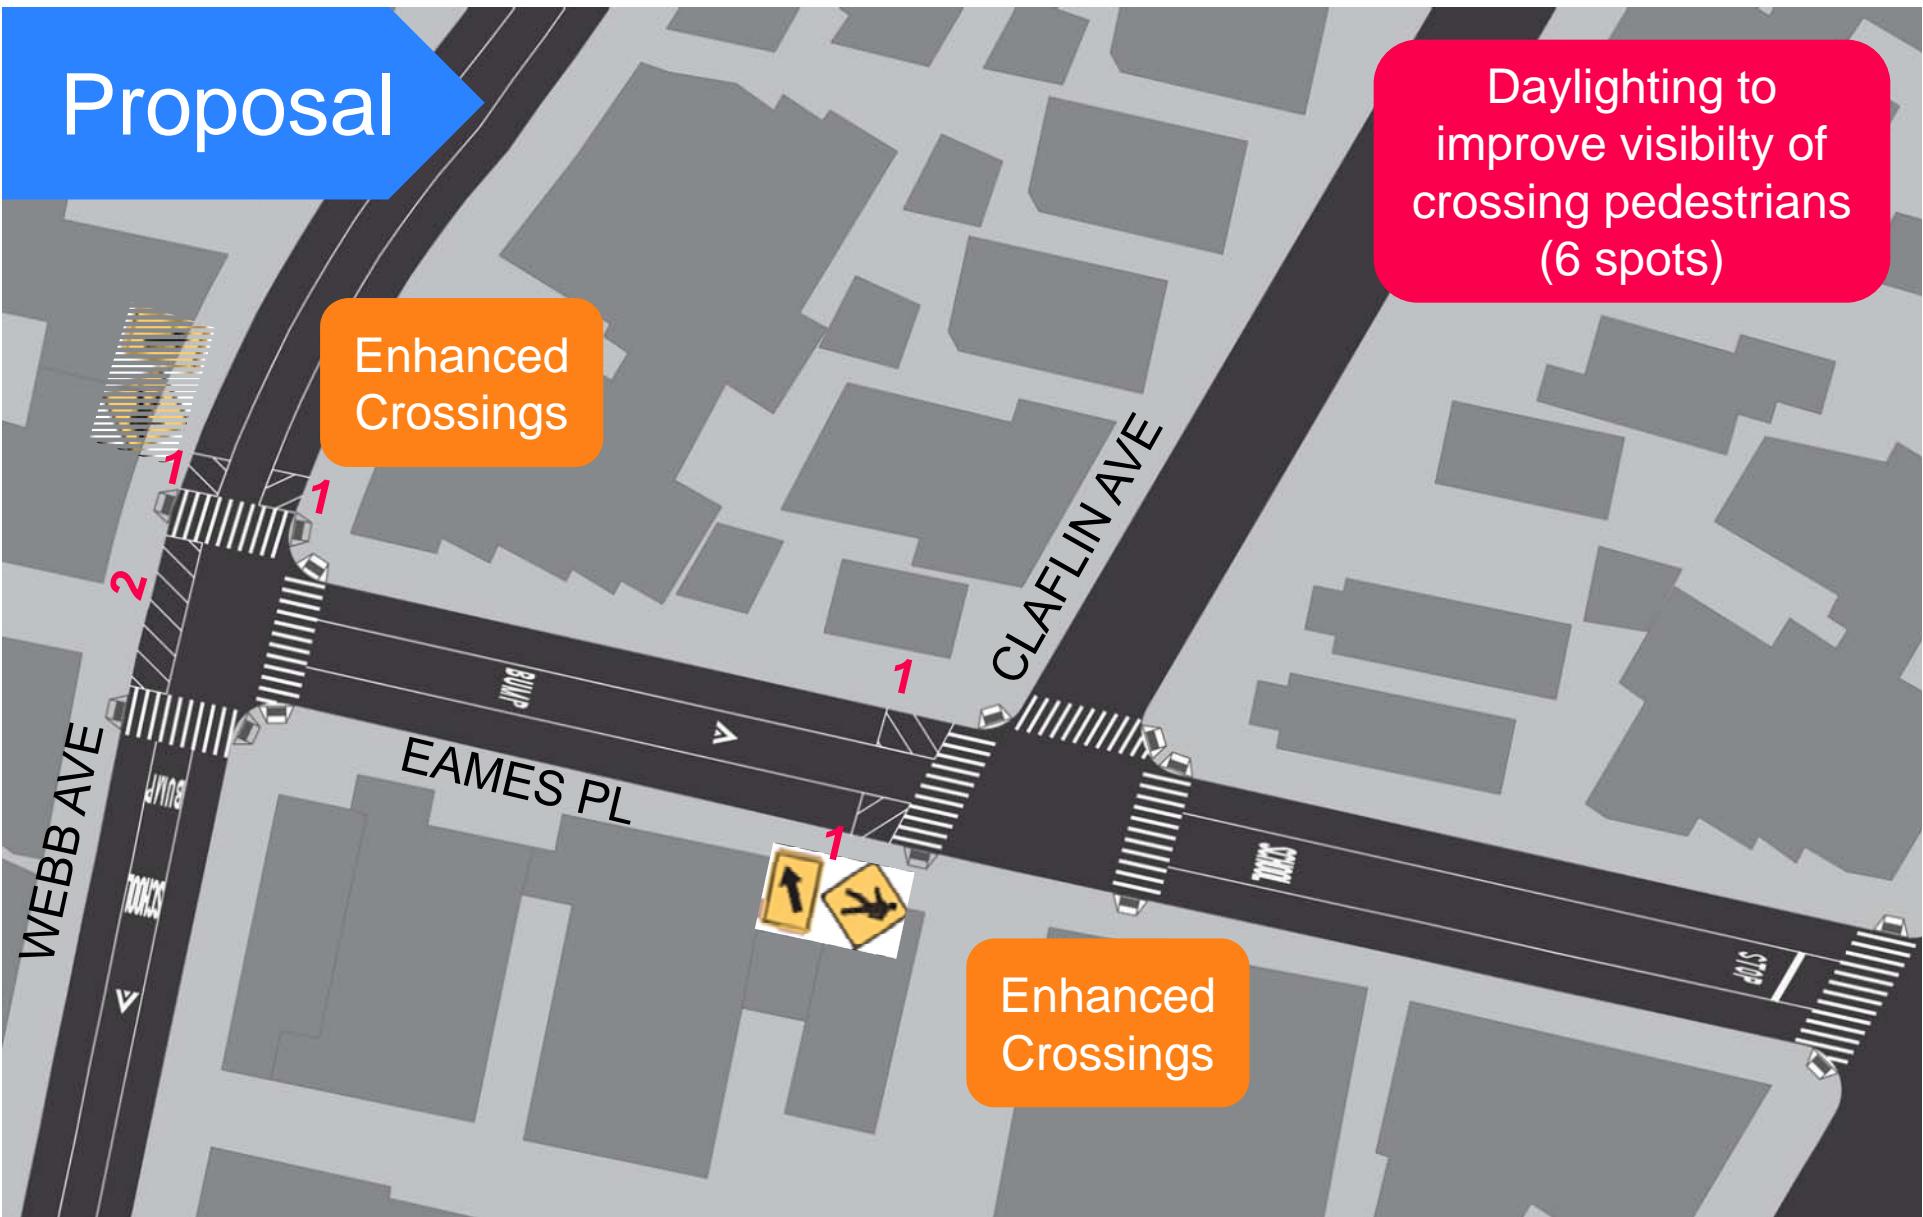 Proposal
Daylighting to
improve visibilty of
crossing pedestrians
(6 spots)
Enhanced
Crossings
1
1
2
CLAFLIN AVE
1
BUMP
EAMES PL
WEBB AVE
BUMP
SCHOOL
1
SCHOOL
STOP
Enhanced
Crossings